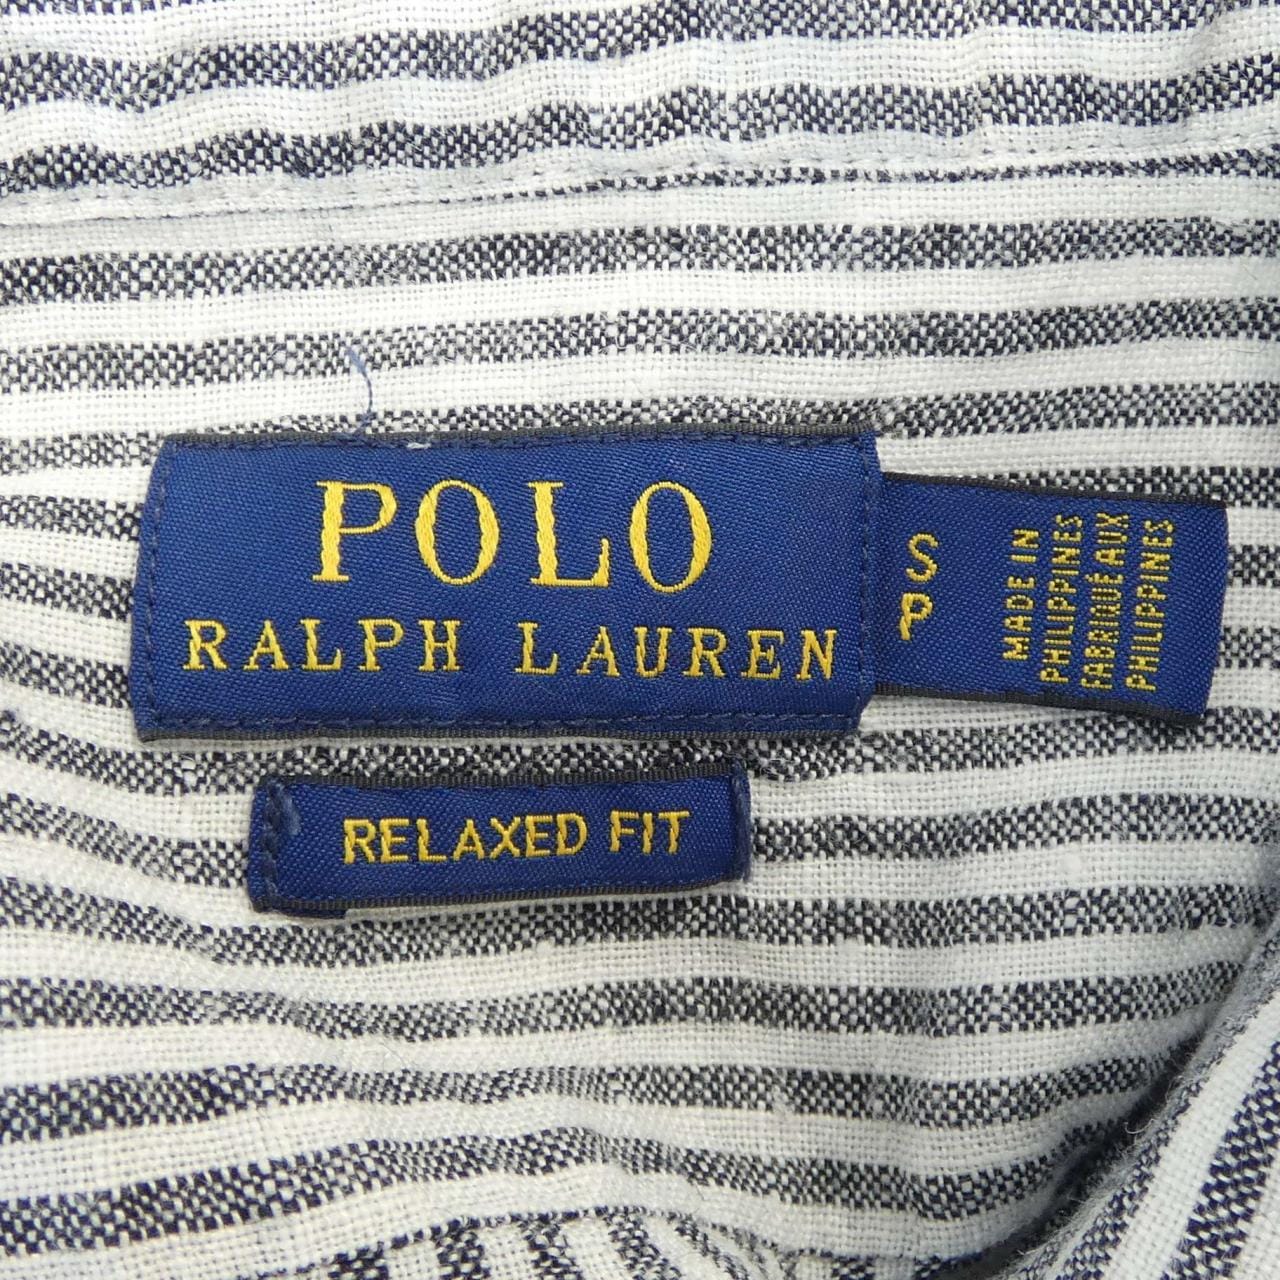 POLO
RALPH LAUREN
S
P
MADE IN
PHILIPPINES
FABRIQUÉ AUX
PHILIPPINES
RELAXED FIT